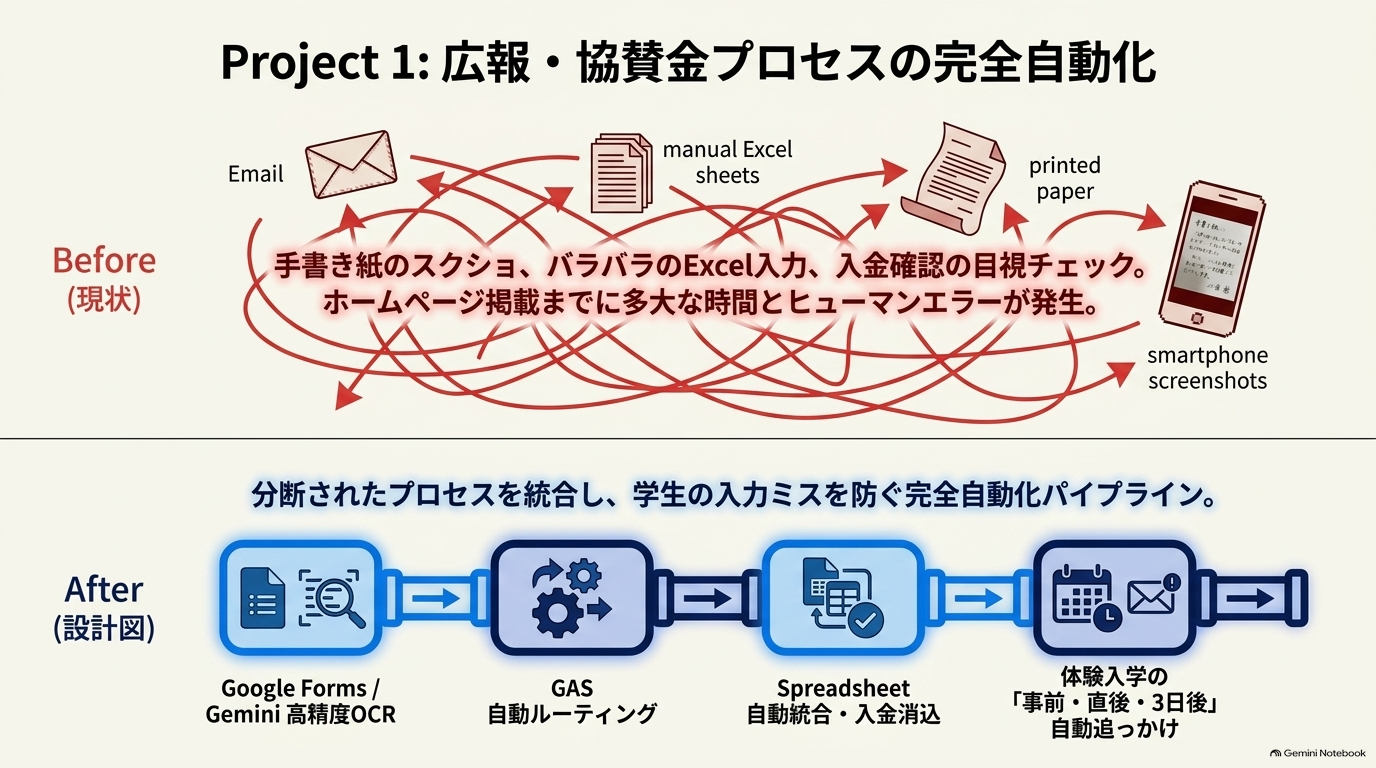 Project 1: 広報・協賛金プロセスの完全自動化
Email
manual Excel
sheets
printed
paper
Before
(現状)
手書き紙のスクショ、バラバラのExcel入力、入金確認の目視チェック。
ホームページ掲載までに多大な時間とヒューマンエラーが発生。
smartphone
screenshots
分断されたプロセスを統合し、学生の入力ミスを防ぐ完全自動化パイプライン。
After
(設計図)
Google Forms /
Gemini 高精度OCR
GAS
自動ルーティング
Spreadsheet
自動統合・入金消込
体験入学の
「事前・直後・3日後」
自動追っかけ
Gemini Notebook